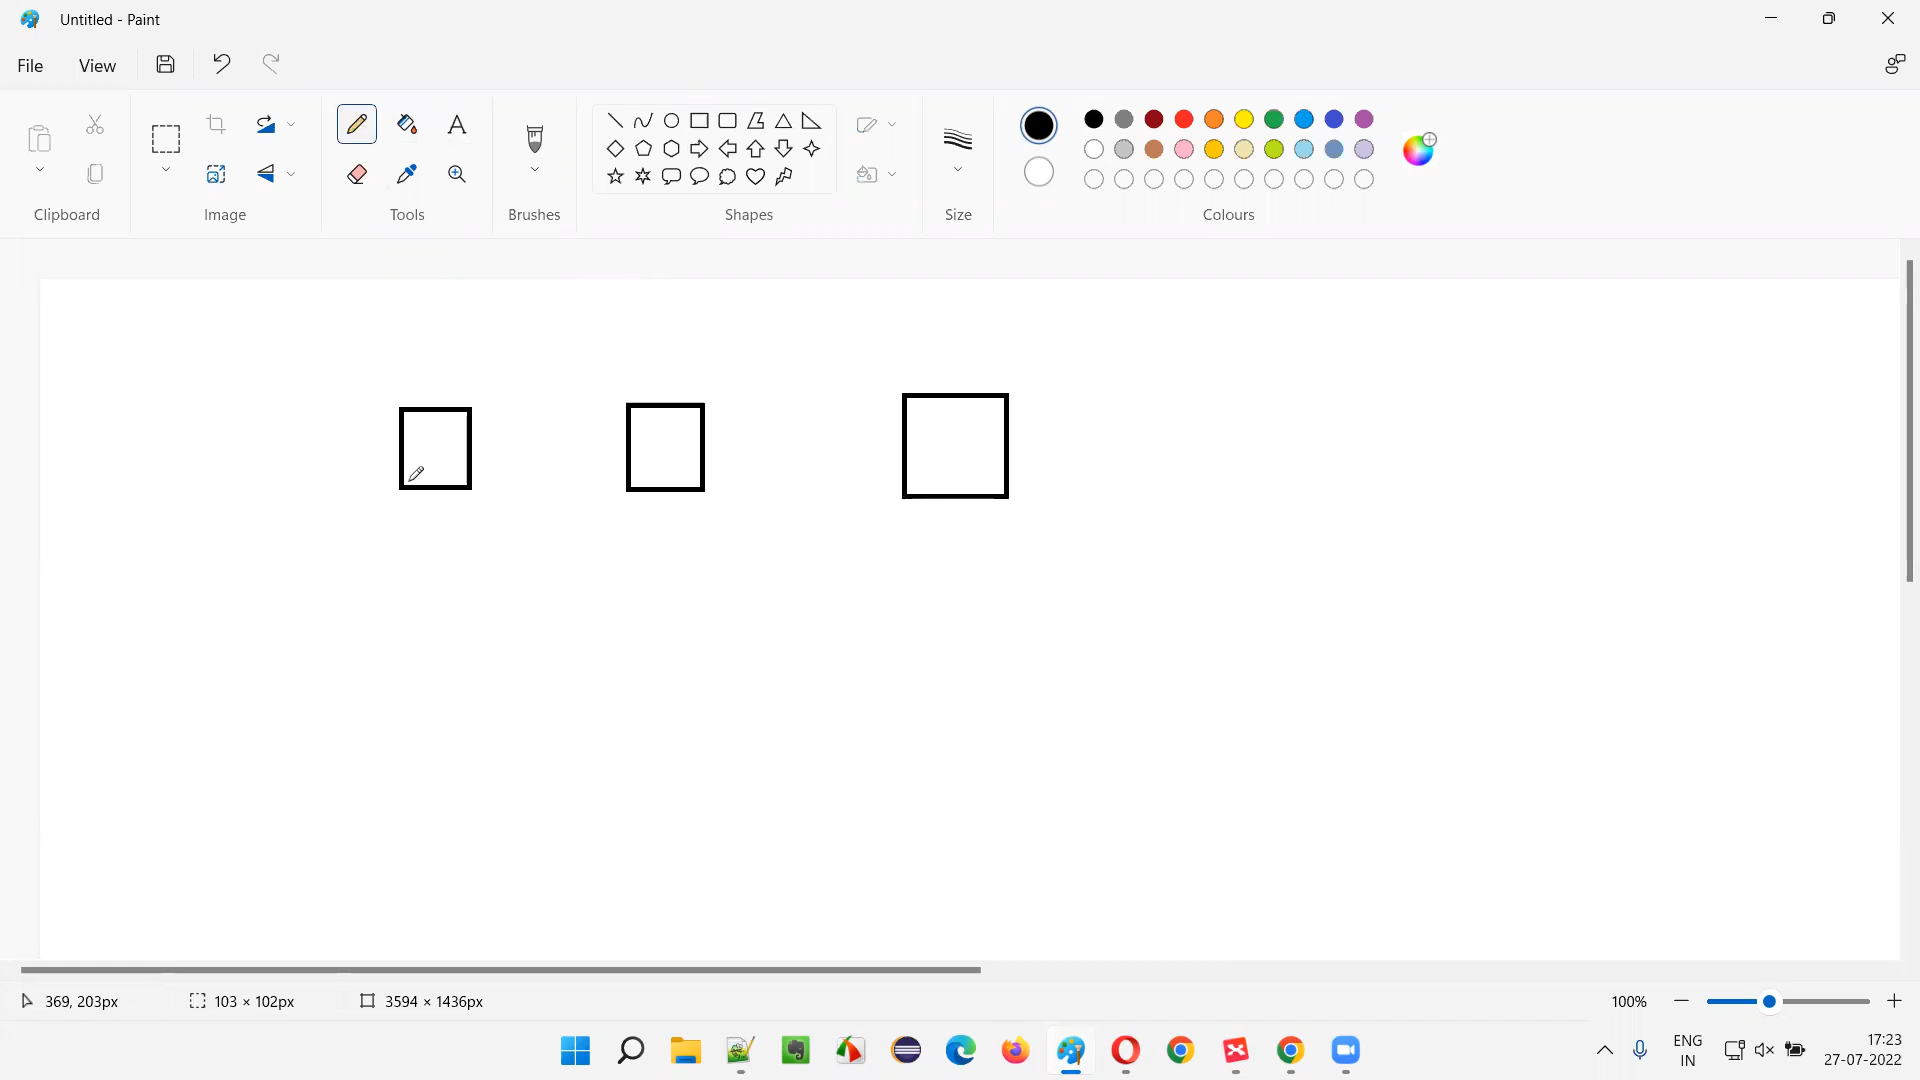 Untitled - Paint
File View
Clipboard
Image
Tools
Brushes
Shapes
Size
Colours
369, 203px
103 × 102px
3594 × 1436px
100%
ENG
IN
17:23
27-07-2022